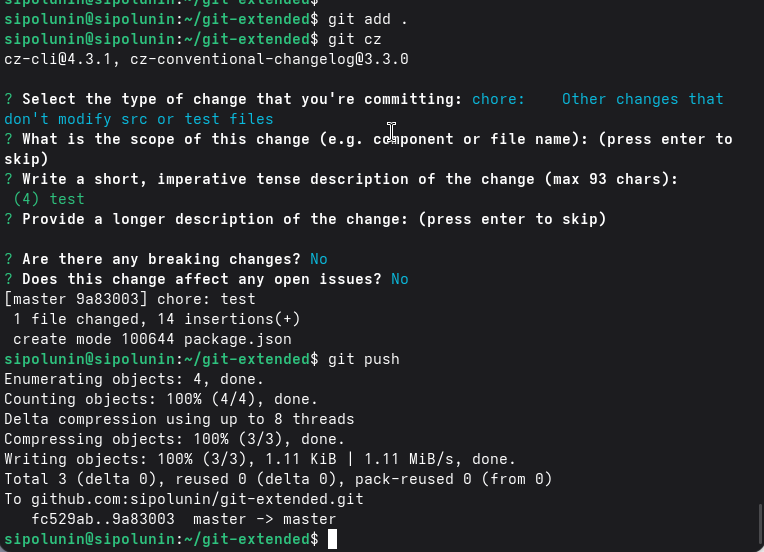 sipolunin@sipolunin:~/git-extended$
sipolunin@sipolunin:~/git-extended$ git add .
sipolunin@sipolunin:~/git-extended$ git cz
cz-cli@4.3.1, cz-conventional-changelog@3.3.0
? Select the type of change that you're committing: chore:    Other changes that
don't modify src or test files
? What is the scope of this change (e.g. component or file name): (press enter to
skip)
? Write a short, imperative tense description of the change (max 93 chars):
 (4) test
? Provide a longer description of the change: (press enter to skip)
? Are there any breaking changes? No
? Does this change affect any open issues? No
[master 9a83003] chore: test
 1 file changed, 14 insertions(+)
 create mode 100644 package.json
sipolunin@sipolunin:~/git-extended$ git push
Enumerating objects: 4, done.
Counting objects: 100% (4/4), done.
Delta compression using up to 8 threads
Compressing objects: 100% (3/3), done.
Writing objects: 100% (3/3), 1.11 KiB | 1.11 MiB/s, done.
Total 3 (delta 0), reused 0 (delta 0), pack-reused 0 (from 0)
To github.com:sipolunin/git-extended.git
   fc529ab..9a83003  master -> master
sipolunin@sipolunin:~/git-extended$